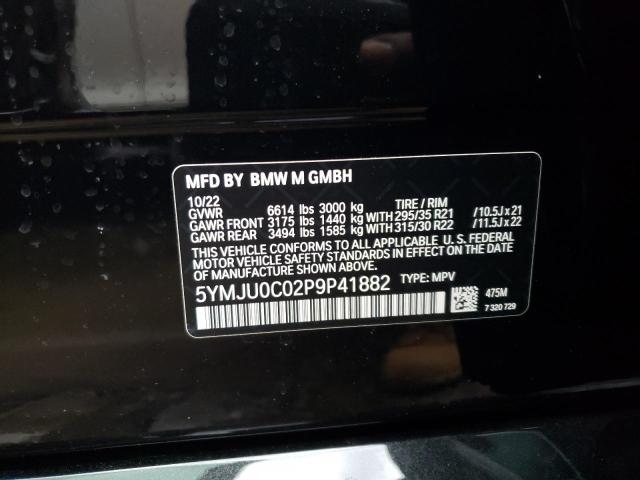 MFD BY BMW M GMBH
10/22 TIRE / RIM
GVWR 6614 lbs 3000 kg
GAWR FRONT 3175 lbs 1440 kg WITH 295/35 R21 / 10.5J x 21
GAWR REAR 3494 lbs 1585 kg WITH 315/30 R22 / 11.5J x 22
THIS VEHICLE CONFORMS TO ALL APPLICABLE U. S. FEDERAL
MOTOR VEHICLE SAFETY STANDARDS IN EFFECT ON THE
DATE OF MANUFACTURE SHOWN ABOVE.
5YMJU0C02P9P41882 TYPE: MPV
475M
7 320 729